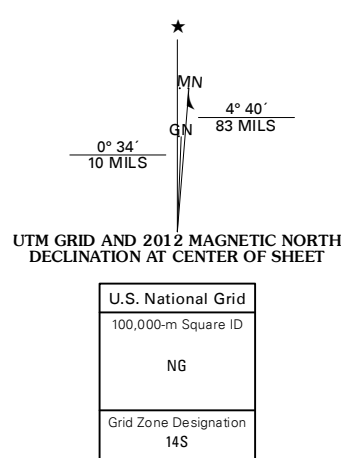 ★
MN
4° 40´
GN
83 MILS
0° 34´
10 MILS
UTM GRID AND 2012 MAGNETIC NORTH
DECLINATION AT CENTER OF SHEET
U.S. National Grid
100,000-m Square ID
NG
Grid Zone Designation
14S